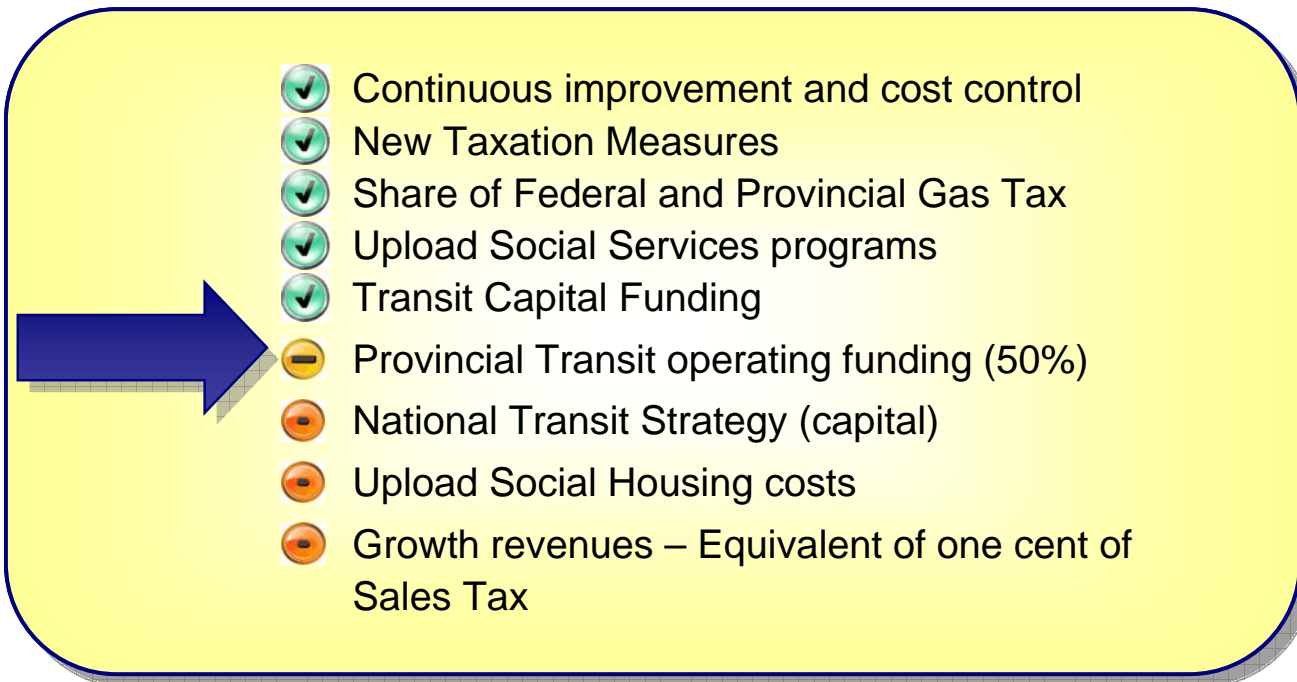 Continuous improvement and cost control
New Taxation Measures
Share of Federal and Provincial Gas Tax
Upload Social Services programs
Transit Capital Funding
Provincial Transit operating funding (50%)
National Transit Strategy (capital)
Upload Social Housing costs
Growth revenues – Equivalent of one cent of
Sales Tax